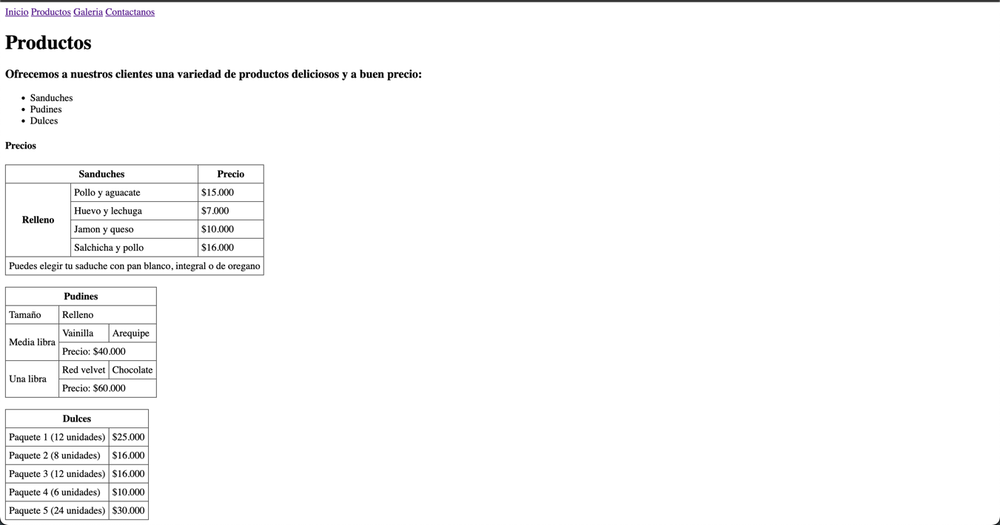 Inicio Productos Galeria Contactanos
Productos
Ofrecemos a nuestros clientes una variedad de productos deliciosos y a buen precio:
Sanduches
Pudines
Dulces
Precios
Sanduches Precio
Relleno
Pollo y aguacate $15.000
Huevo y lechuga $7.000
Jamon y queso $10.000
Salchicha y pollo $16.000
Puedes elegir tu saduche con pan blanco, integral o de oregano
Pudines
Tamaño Relleno
Media libra
Vainilla Arequipe
Precio: $40.000
Una libra
Red velvet Chocolate
Precio: $60.000
Dulces
Paquete 1 (12 unidades) $25.000
Paquete 2 (8 unidades) $16.000
Paquete 3 (12 unidades) $16.000
Paquete 4 (6 unidades) $10.000
Paquete 5 (24 unidades) $30.000